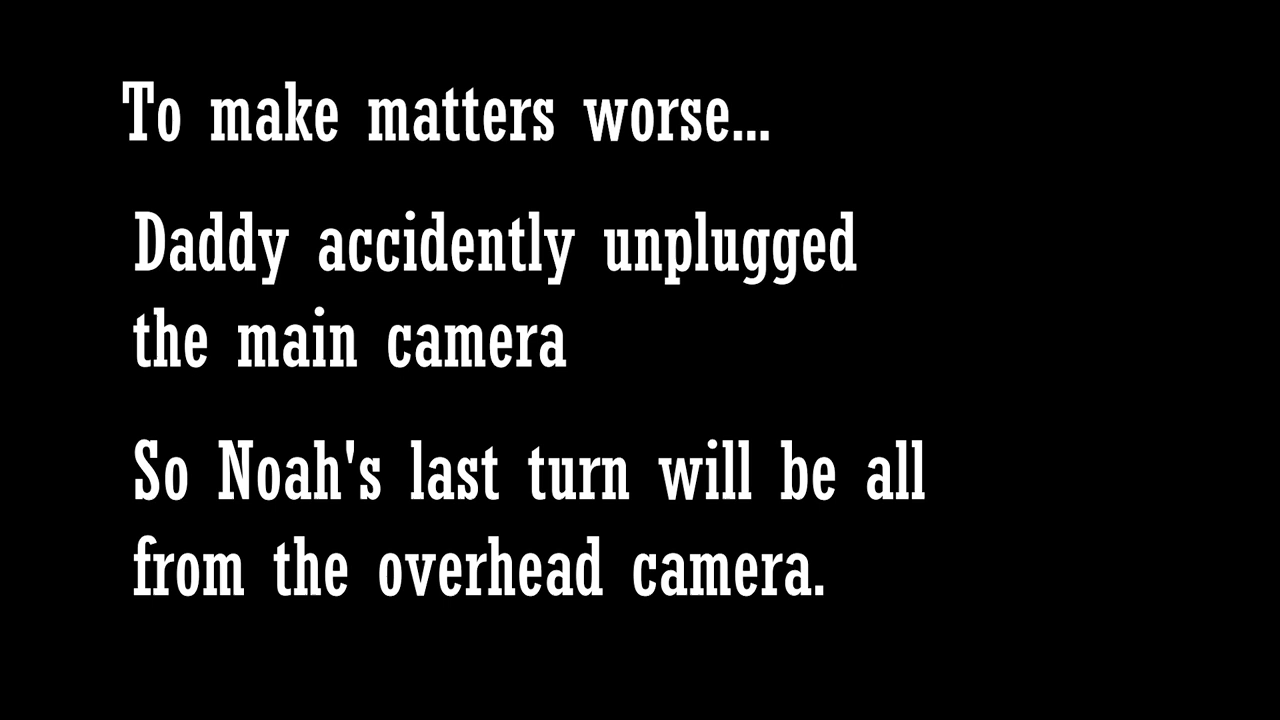 To make matters worse...
Daddy accidently unplugged
the main camera
So Noah's last turn will be all
from the overhead camera.